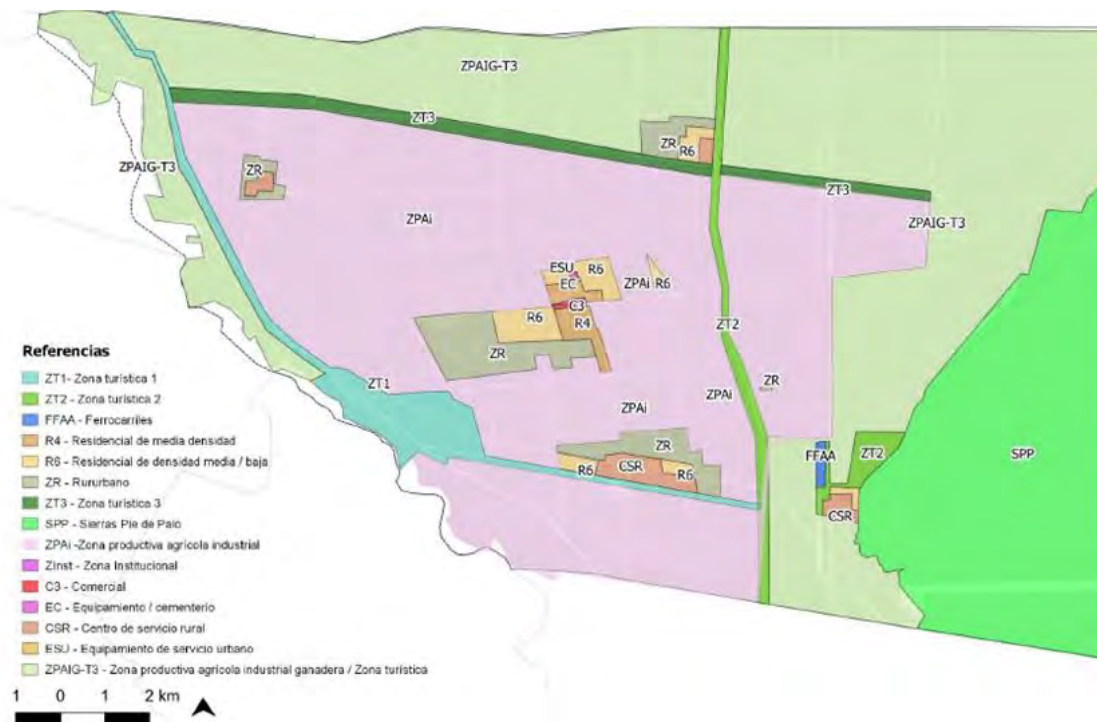 ZPAIG-T3
ZT3
ZR
R6
ZPAIG-T3
ZR
ZT3
ZPAi
ZPAIG-T3
ESU
R6
EC
ZPAi
R6
C3
R6
R4
ZT2
ZR
ZT1
ZR
ZPAi
ZPAi
ZR
FFAA
ZT2
SPP
R6
CSR
R6
CSR
Referencias
ZT1- Zona turística 1
ZT2 - Zona turística 2
FFAA - Ferrocarriles
R4 - Residencial de media densidad
R6 - Residencial de densidad media / baja
ZR - Rururbano
ZT3 - Zona turística 3
SPP - Sierras Pie de Palo
ZPAi -Zona productiva agrícola industrial
ZInst - Zona Institucional
C3 - Comercial
EC - Equipamiento / cementerio
CSR - Centro de servicio rural
ESU - Equipamiento de servicio urbano
ZPAIG-T3 - Zona productiva agrícola industrial ganadera / Zona turística
1 0 1 2 km